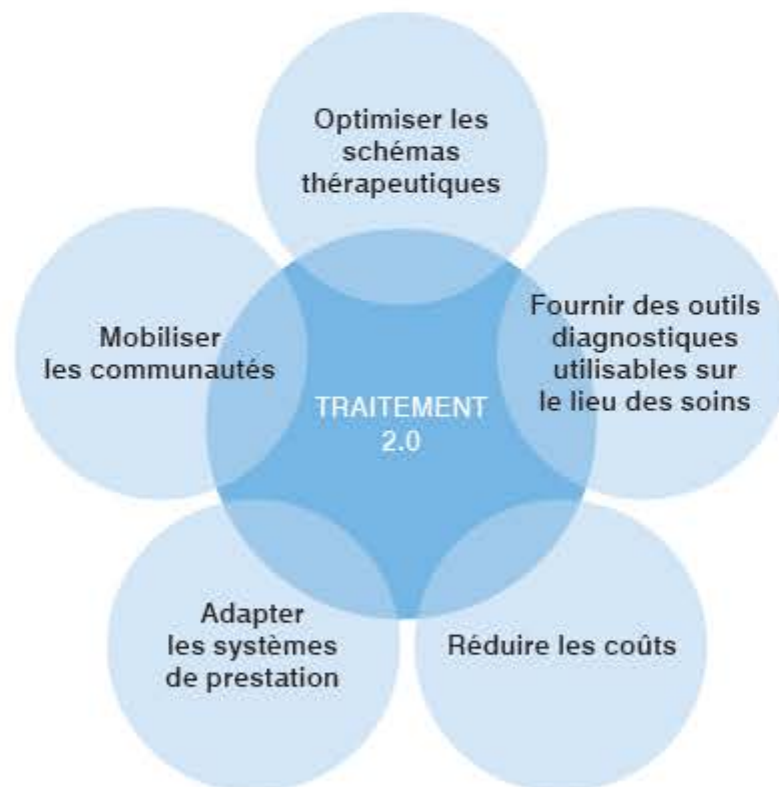 Optimiser les
schémas
thérapeutiques
Fournir des outils
diagnostiques
utilisables sur
le lieu des soins
Mobiliser
les communautés
TRAITEMENT
2.0
Adapter
les systèmes
de prestation
Réduire les coûts